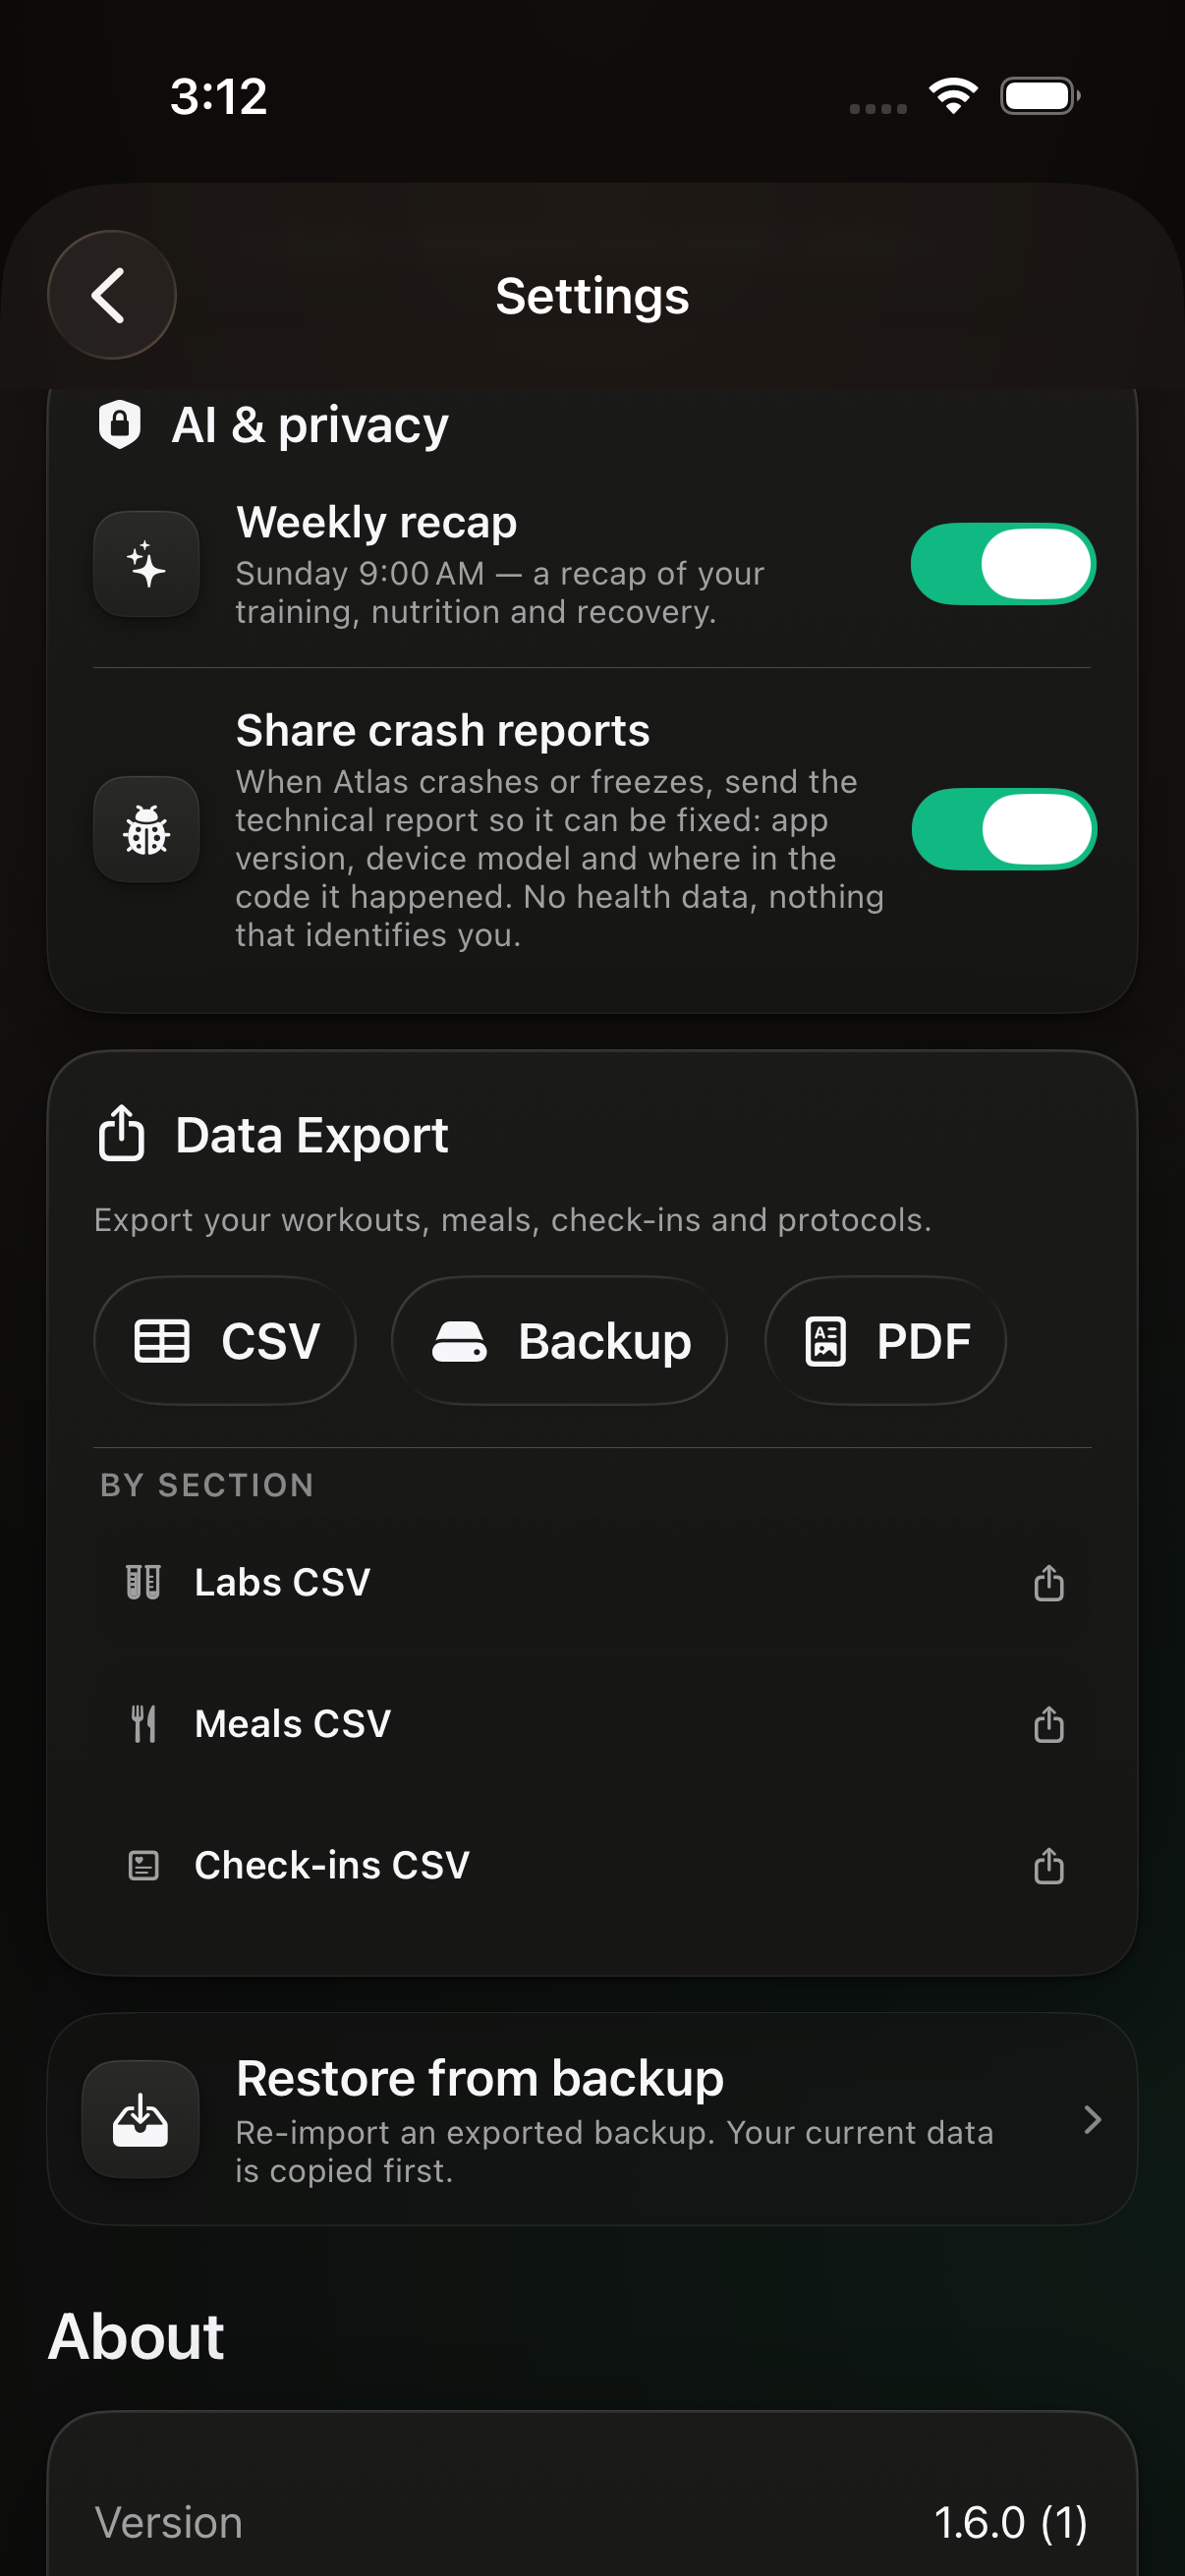 3:12
Settings
AI & privacy
Weekly recap
Sunday 9:00 AM — a recap of your
training, nutrition and recovery.
Share crash reports
When Atlas crashes or freezes, send the
technical report so it can be fixed: app
version, device model and where in the
code it happened. No health data, nothing
that identifies you.
Data Export
Export your workouts, meals, check-ins and protocols.
CSV
Backup
PDF
BY SECTION
Labs CSV
Meals CSV
Check-ins CSV
Restore from backup
Re-import an exported backup. Your current data
is copied first.
About
Version 1.6.0 (1)